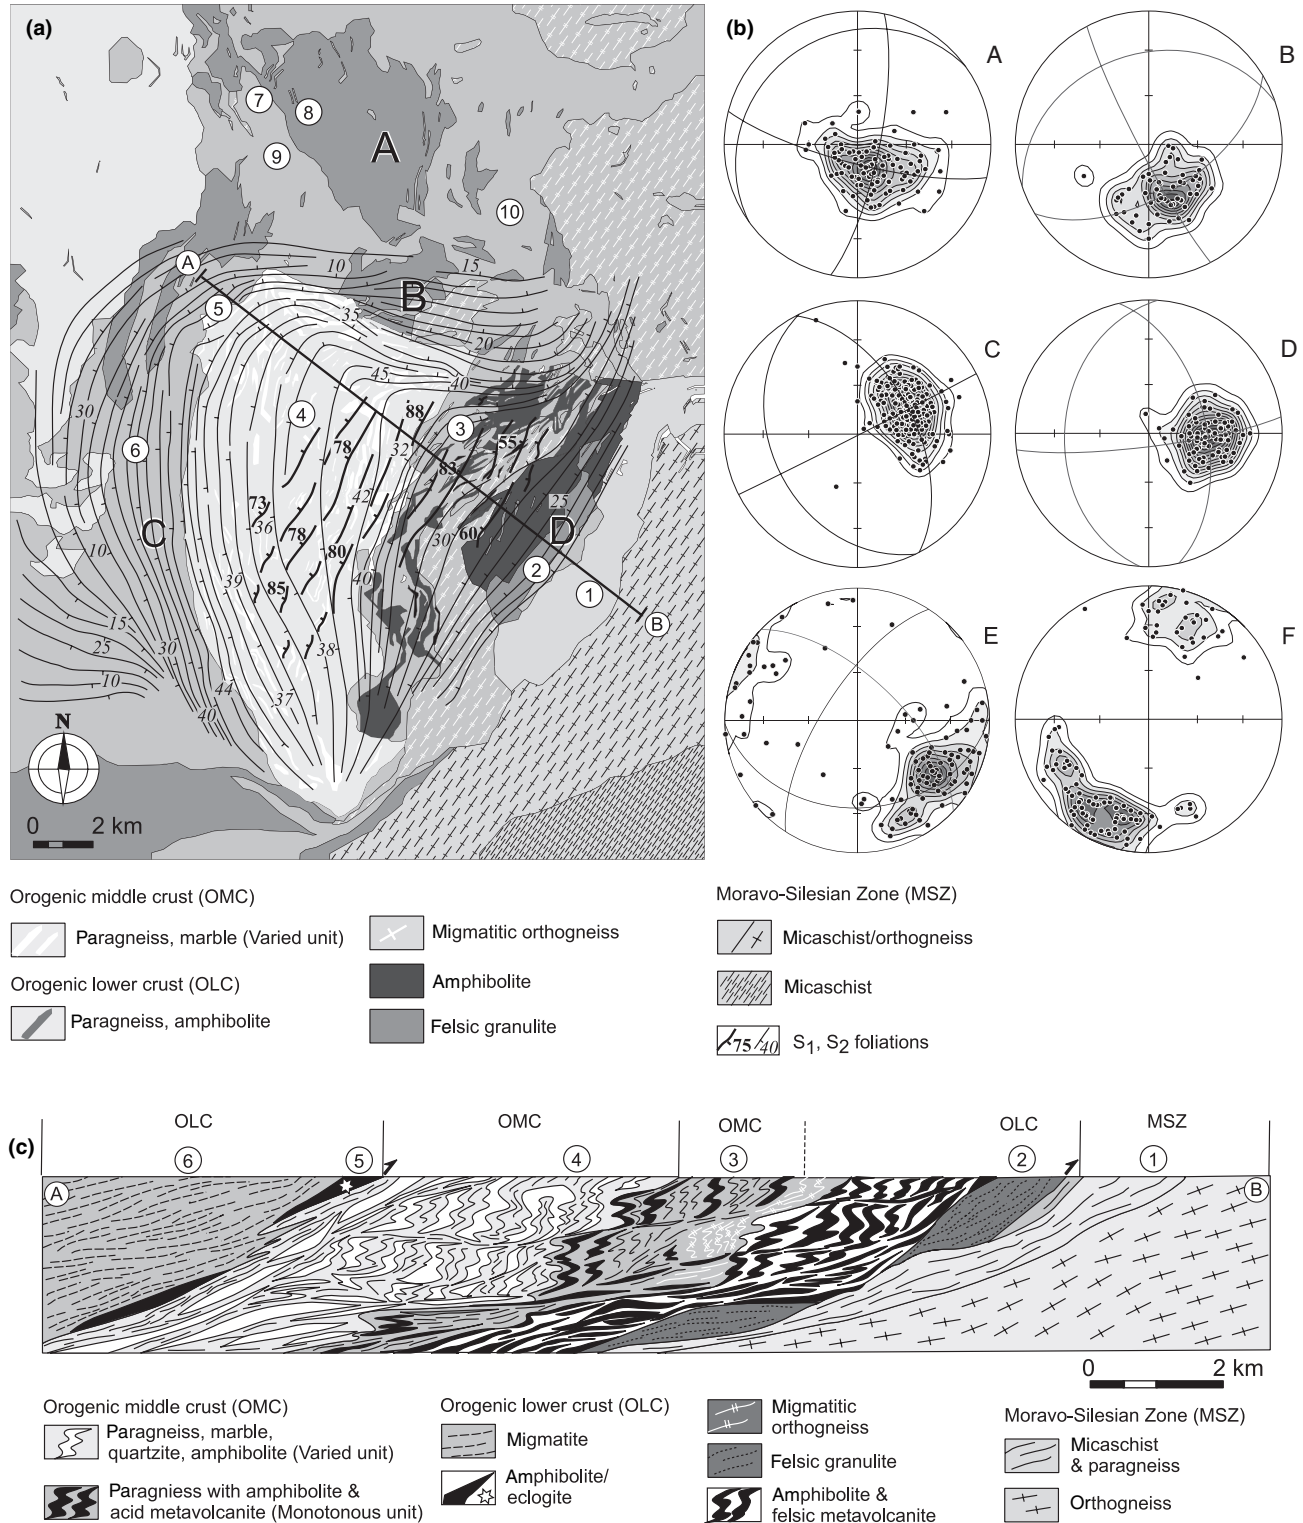 (a)
7
8
A
9
10
A
10
15
5
B
35
20
45
40
30
4
88
3
55
78
32
83
6
42
73
25
36
C
78
60
30
D
80
10
39
2
85
40
1
15
B
38
25
30
44
37
10
40
N
0 2 km
(b)
A
B
C
D
E
F
Orogenic middle crust (OMC)
Paragneiss, marble (Varied unit)
Orogenic lower crust (OLC)
Paragneiss, amphibolite
Migmatitic orthogneiss
Amphibolite
Felsic granulite
Moravo-Silesian Zone (MSZ)
Micaschist/orthogneiss
Micaschist
75/40 S1, S2 foliations
(c)
OLC OMC OMC OLC MSZ
6 5 4 3 2 1
A B
0 2 km
Orogenic middle crust (OMC)
Paragneiss, marble,
quartzite, amphibolite (Varied unit)
Paragniess with amphibolite &
acid metavolcanite (Monotonous unit)
Orogenic lower crust (OLC)
Migmatite
Amphibolite/
eclogite
Migmatitic
orthogneiss
Felsic granulite
Amphibolite &
felsic metavolcanite
Moravo-Silesian Zone (MSZ)
Micaschist
& paragneiss
Orthogneiss